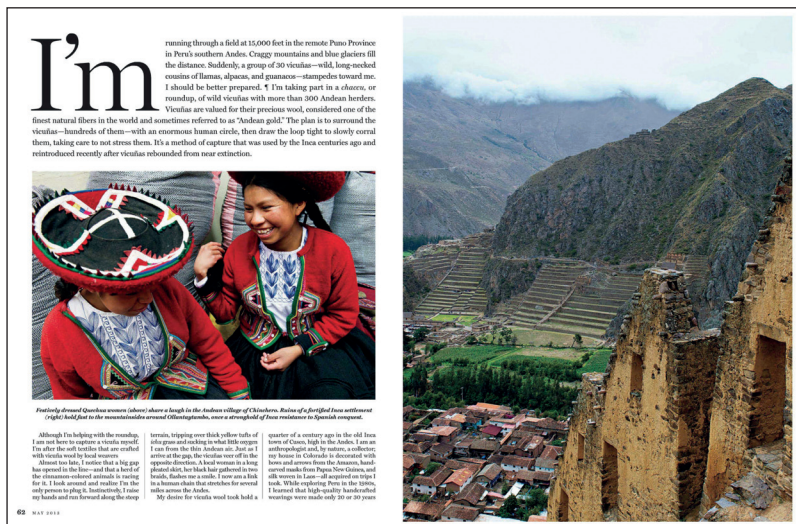 I'm running through a field at 15,000 feet in the remote Puno Province
in Peru's southern Andes. Craggy mountains and blue glaciers fill
the distance. Suddenly, a group of 30 vicuñas—wild, long-necked
cousins of llamas, alpacas, and guanacos—stampedes toward me.
I should be better prepared. ¶ I'm taking part in a chaccu, or
roundup, of wild vicuñas with more than 300 Andean herders.
Vicuñas are valued for their precious wool, considered one of the
finest natural fibers in the world and sometimes referred to as "Andean gold." The plan is to surround the
vicuñas—hundreds of them—with an enormous human circle, then draw the loop tight to slowly corral
them, taking care to not stress them. It's a method of capture that was used by the Inca centuries ago and
reintroduced recently after vicuñas rebounded from near extinction.
Festively dressed Quechua women (above) share a laugh in the Andean village of Chinchero. Ruins of a fortified Inca settlement
(right) hold fast to the mountainsides around Ollantaytambo, once a stronghold of Inca resistance to Spanish conquest.
Although I'm helping with the roundup,
I am not here to capture a vicuña myself.
I'm after the soft textiles that are crafted
with vicuña wool by local weavers
Almost too late, I notice that a big gap
has opened in the line—and that a herd of
the cinnamon-colored animals is racing
for it. I look around and realize I'm the
only person to plug it. Instinctively, I raise
my hands and run forward along the steep
terrain, tripping over thick yellow tufts of
ichu grass and sucking in what little oxygen
I can from the thin Andean air. Just as I
arrive at the gap, the vicuñas veer off in the
opposite direction. A local woman in a long
pleated skirt, her black hair gathered in two
braids, flashes me a smile. I now am a link
in a human chain that stretches for several
miles across the Andes.
My desire for vicuña wool took hold a
quarter of a century ago in the old Inca
town of Cusco, high in the Andes. I am an
anthropologist and, by nature, a collector;
my house in Colorado is decorated with
bows and arrows from the Amazon, hand-
carved masks from Papua New Guinea, and
silk woven in Laos—all acquired on trips I
took. While exploring Peru in the 1980s,
I learned that high-quality handcrafted
weavings were made only 20 or 30 years
62 MAY 2015